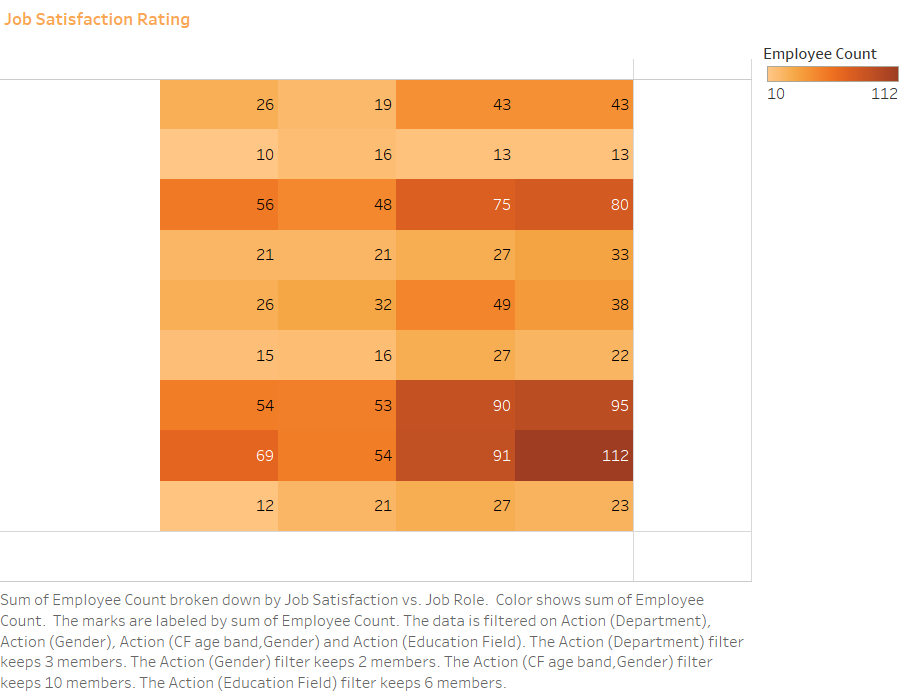 Job Satisfaction Rating
Employee Count
10 112
26 19 43 43
10 16 13 13
56 48 75 80
21 21 27 33
26 32 49 38
15 16 27 22
54 53 90 95
69 54 91 112
12 21 27 23
Sum of Employee Count broken down by Job Satisfaction vs. Job Role.  Color shows sum of Employee
Count.  The marks are labeled by sum of Employee Count. The data is filtered on Action (Department),
Action (Gender), Action (CF age band,Gender) and Action (Education Field). The Action (Department) filter
keeps 3 members. The Action (Gender) filter keeps 2 members. The Action (CF age band,Gender) filter
keeps 10 members. The Action (Education Field) filter keeps 6 members.